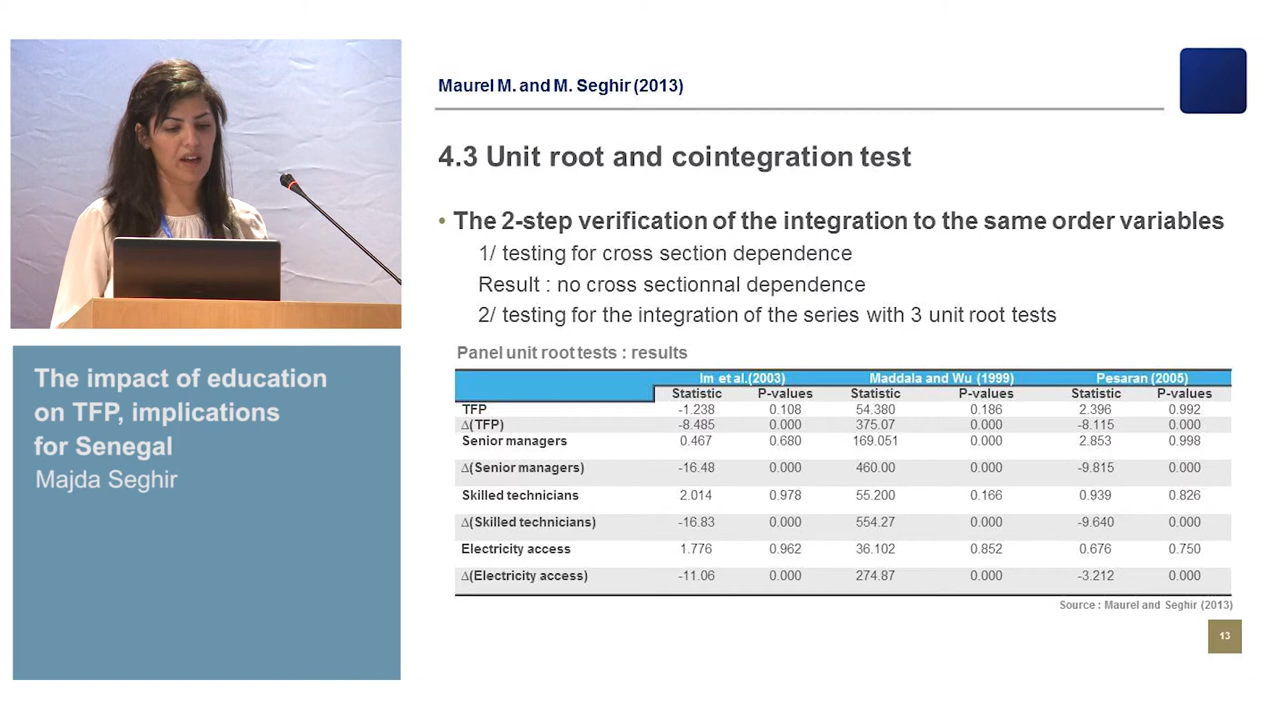 Maurel M. and M. Seghir (2013)
4.3 Unit root and cointegration test
• The 2-step verification of the integration to the same order variables
1/ testing for cross section dependence
Result : no cross sectionnal dependence
2/ testing for the integration of the series with 3 unit root tests
Panel unit root tests : results
Im et al.(2003) Maddala and Wu (1999) Pesaran (2005)
Statistic P-values Statistic P-values Statistic P-values
TFP -1.238 0.108 54.380 0.186 2.396 0.992
Δ(TFP) -8.485 0.000 375.07 0.000 -8.115 0.000
Senior managers 0.467 0.680 169.051 0.000 2.853 0.998
Δ(Senior managers) -16.48 0.000 460.00 0.000 -9.815 0.000
Skilled technicians 2.014 0.978 55.200 0.166 0.939 0.826
Δ(Skilled technicians) -16.83 0.000 554.27 0.000 -9.640 0.000
Electricity access 1.776 0.962 36.102 0.852 0.676 0.750
Δ(Electricity access) -11.06 0.000 274.87 0.000 -3.212 0.000
Source : Maurel and Seghir (2013)
13
The impact of education
on TFP, implications
for Senegal
Majda Seghir